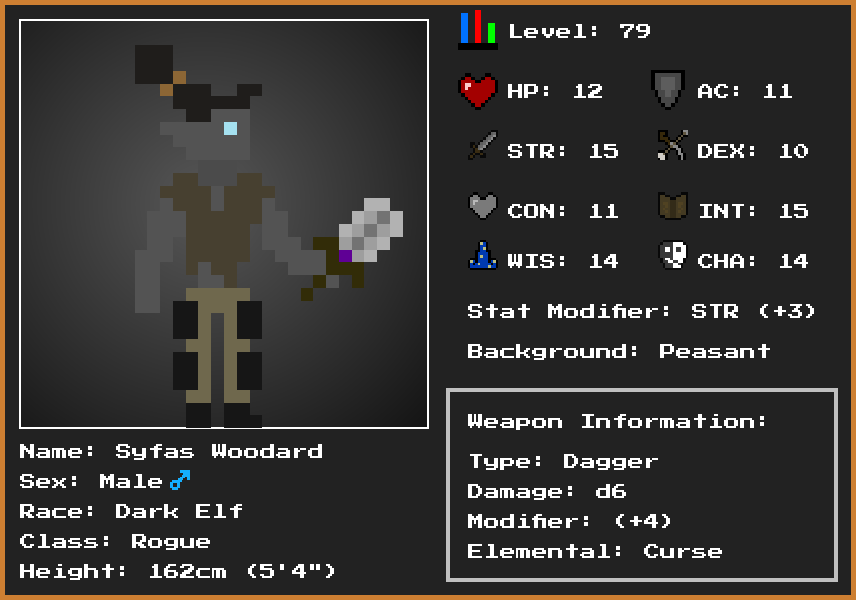 Level: 79
HP: 12 AC: 11
STR: 15 DEX: 10
CON: 11 INT: 15
WIS: 14 CHA: 14
Stat Modifier: STR (+3)
Background: Peasant
Weapon Information:
Type: Dagger
Damage: d6
Modifier: (+4)
Elemental: Curse
Name: Syfas Woodard
Sex: Male ♂
Race: Dark Elf
Class: Rogue
Height: 162cm (5'4")